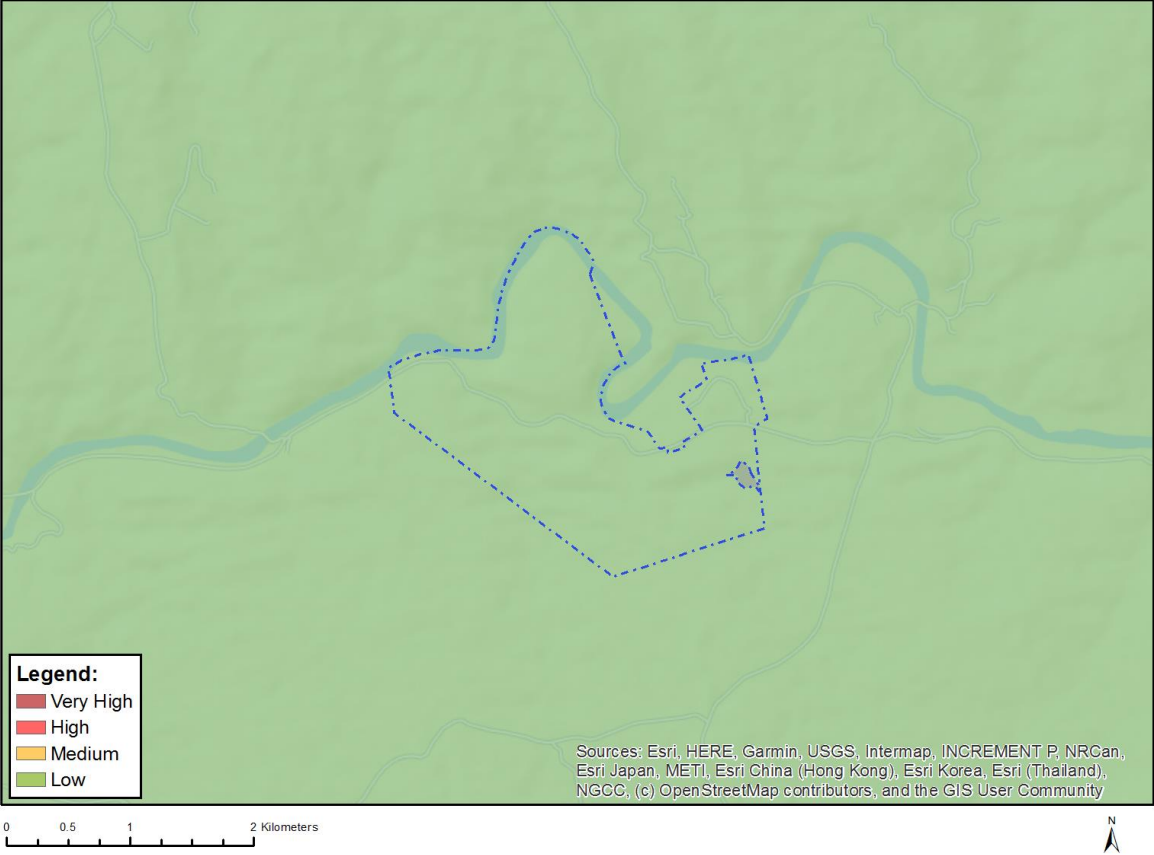 Legend:
Very High
High
Medium
Low
Sources: Esri, HERE, Garmin, USGS, Intermap, INCREMENT P, NRCan,
Esri Japan, METI, Esri China (Hong Kong), Esri Korea, Esri (Thailand),
NGCC, (c) OpenStreetMap contributors, and the GIS User Community
0 0.5 1 2 Kilometers
N